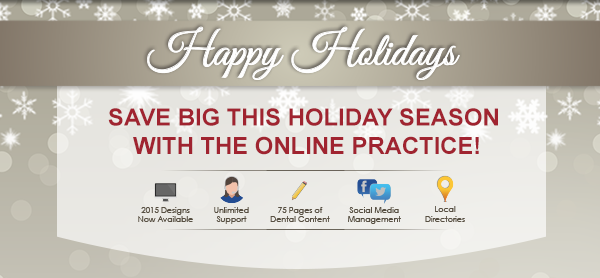 Happy Holidays
SAVE BIG THIS HOLIDAY SEASON
WITH THE ONLINE PRACTICE!
2015 Designs
Now Available
Unlimited
Support
75 Pages of
Dental Content
Social Media
Management
Local
Directories